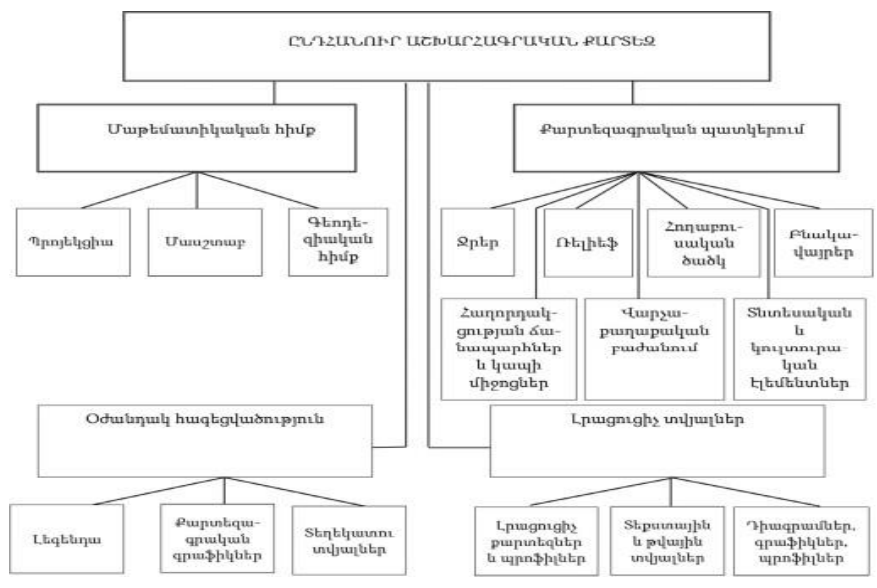 ԸՆԴՀԱՆՈՒՐ ԱՇԽԱՐՀԱԳՐԱԿԱՆ ՔԱՐՏԵԶ
Մաթեմատիկական հիմք
Քարտեզագրական պատկերում
Պրոյեկցիա
Մասշտաբ
Գեոդե-
զիական
հիմք
Ջրեր
Ռելիեֆ
Հողաբու-
սական
ծածկ
Բնակա-
վայրեր
Հաղորդակ-
ցության ճա-
նապարհներ
և կապի
միջոցներ
Վարչա-
քաղաքական
բաժանում
Տնտեսական
և
կուլտուրա-
կան
էլեմենտներ
Օժանդակ հագեցվածություն
Լրացուցիչ տվյալներ
Լեգենդա
Քարտեզա-
գրական
գրաֆիկներ
Տեղեկատու
տվյալներ
Լրացուցիչ
քարտեզներ
և պրոֆիլներ
Տեքստային
և թվային
տվյալներ
Դիագրամներ,
գրաֆիկներ,
պրոֆիլներ